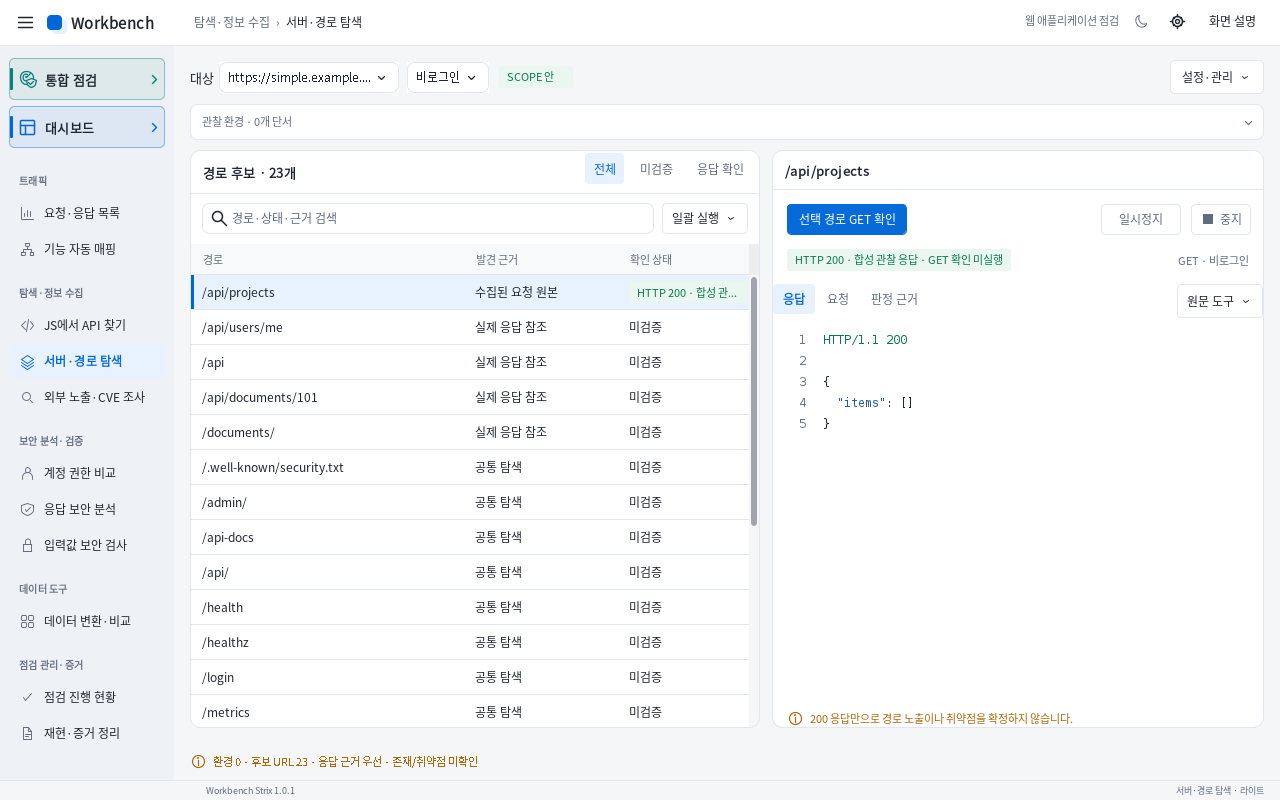 Workbench
탐색·정보 수집 › 서버·경로 탐색
웹 애플리케이션 점검
화면 설명
통합 점검
대시보드
트래픽
요청·응답 목록
기능 자동 매핑
탐색·정보 수집
JS에서 API 찾기
서버·경로 탐색
외부 노출·CVE 조사
보안 분석·검증
계정 권한 비교
응답 보안 분석
입력값 보안 검사
데이터 도구
데이터 변환·비교
점검 관리·증거
점검 진행 현황
재현·증거 정리
대상 https://simple.example.... 비로그인 SCOPE 안
설정·관리
관찰 환경 · 0개 단서
경로 후보 · 23개
전체 미검증 응답 확인
경로·상태·근거 검색
일괄 실행
경로 발견 근거 확인 상태
/api/projects 수집된 요청 원본 HTTP 200 · 합성 관...
/api/users/me 실제 응답 참조 미검증
/api 실제 응답 참조 미검증
/api/documents/101 실제 응답 참조 미검증
/documents/ 실제 응답 참조 미검증
/.well-known/security.txt 공통 탐색 미검증
/admin/ 공통 탐색 미검증
/api-docs 공통 탐색 미검증
/api/ 공통 탐색 미검증
/health 공통 탐색 미검증
/healthz 공통 탐색 미검증
/login 공통 탐색 미검증
/metrics 공통 탐색 미검증
/api/projects
선택 경로 GET 확인
일시정지
중지
HTTP 200 · 합성 관찰 응답 · GET 확인 미실행
GET · 비로그인
응답 요청 판정 근거
원문 도구
1 HTTP/1.1 200
2
3 {
4 "items": []
5 }
200 응답만으로 경로 노출이나 취약점을 확정하지 않습니다.
환경 0 · 후보 URL 23 · 응답 근거 우선 · 존재/취약점 미확인
Workbench Strix 1.0.1
서버·경로 탐색 · 라이트